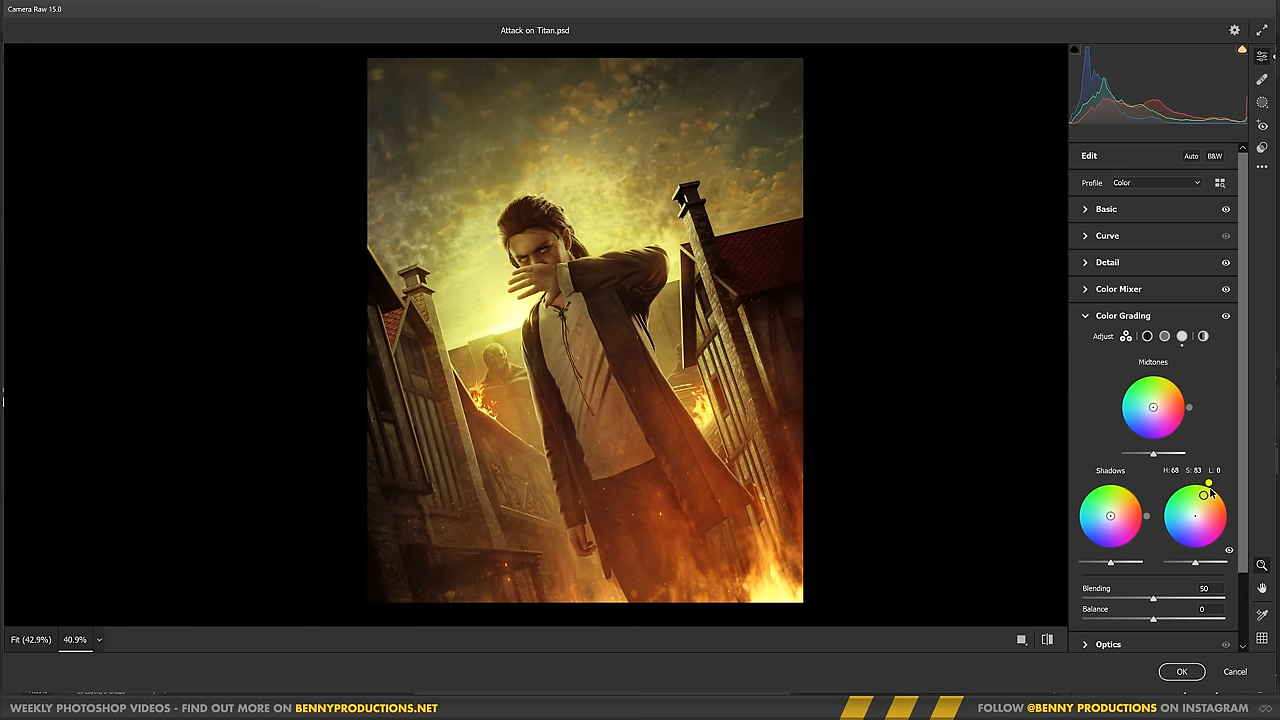 Camera Raw 15.0
Attack on Titan.psd
Edit
Auto
B&W
Profile
Color
Basic
Curve
Detail
Color Mixer
Color Grading
Adjust
Midtones
Shadows
H: 68 S: 83 L: 0
Blending
50
Balance
0
Optics
Fit (42.9%)
40.9%
OK
Cancel
WEEKLY PHOTOSHOP VIDEOS - FIND OUT MORE ON BENNYPRODUCTIONS.NET
FOLLOW @BENNY PRODUCTIONS ON INSTAGRAM